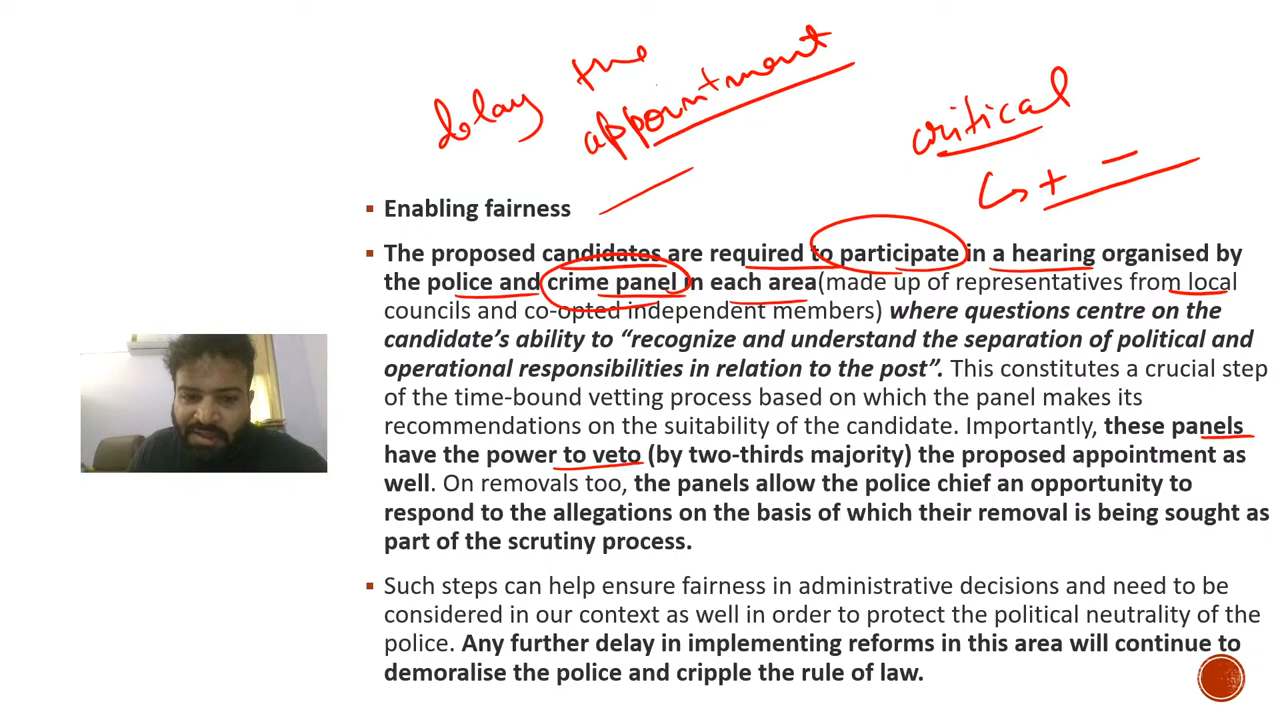 delay the
appointment
critical
+ −
Enabling fairness
The proposed candidates are required to participate in a hearing organised by
the police and crime panel in each area(made up of representatives from local
councils and co-opted independent members) where questions centre on the
candidate's ability to “recognize and understand the separation of political and
operational responsibilities in relation to the post”. This constitutes a crucial step
of the time-bound vetting process based on which the panel makes its
recommendations on the suitability of the candidate. Importantly, these panels
have the power to veto (by two-thirds majority) the proposed appointment as
well. On removals too, the panels allow the police chief an opportunity to
respond to the allegations on the basis of which their removal is being sought as
part of the scrutiny process.
Such steps can help ensure fairness in administrative decisions and need to be
considered in our context as well in order to protect the political neutrality of the
police. Any further delay in implementing reforms in this area will continue to
demoralise the police and cripple the rule of law.